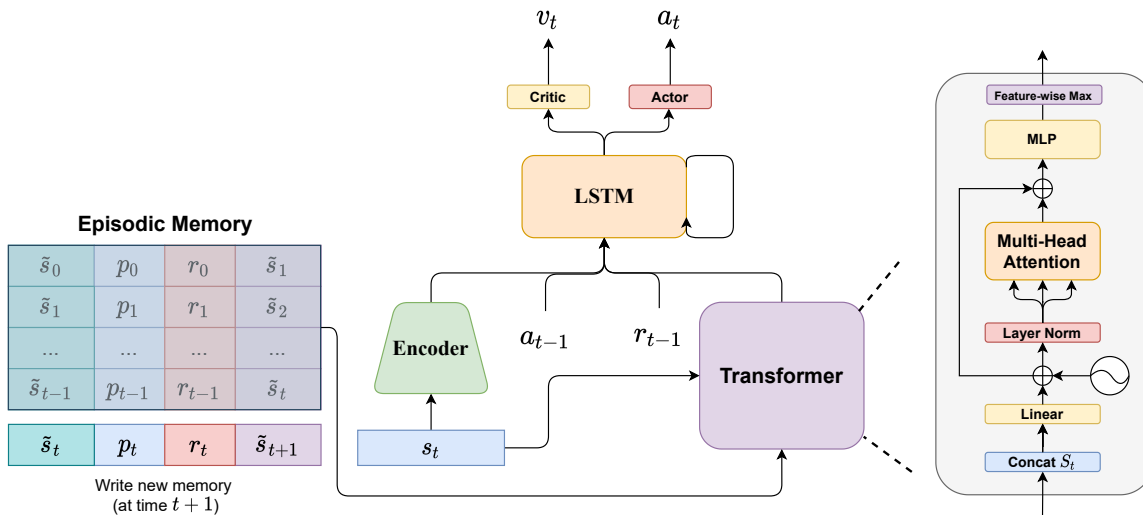 v_t
a_t
Critic
Actor
LSTM
Episodic Memory
s̃_0 p_0 r_0 s̃_1
s̃_1 p_1 r_1 s̃_2
... ... ... ...
s̃_{t-1} p_{t-1} r_{t-1} s̃_t
s̃_t p_t r_t s̃_{t+1}
Write new memory
(at time t + 1)
Encoder
s_t
a_{t-1}
r_{t-1}
Transformer
Feature-wise Max
MLP
Multi-Head
Attention
Layer Norm
Linear
Concat S_t